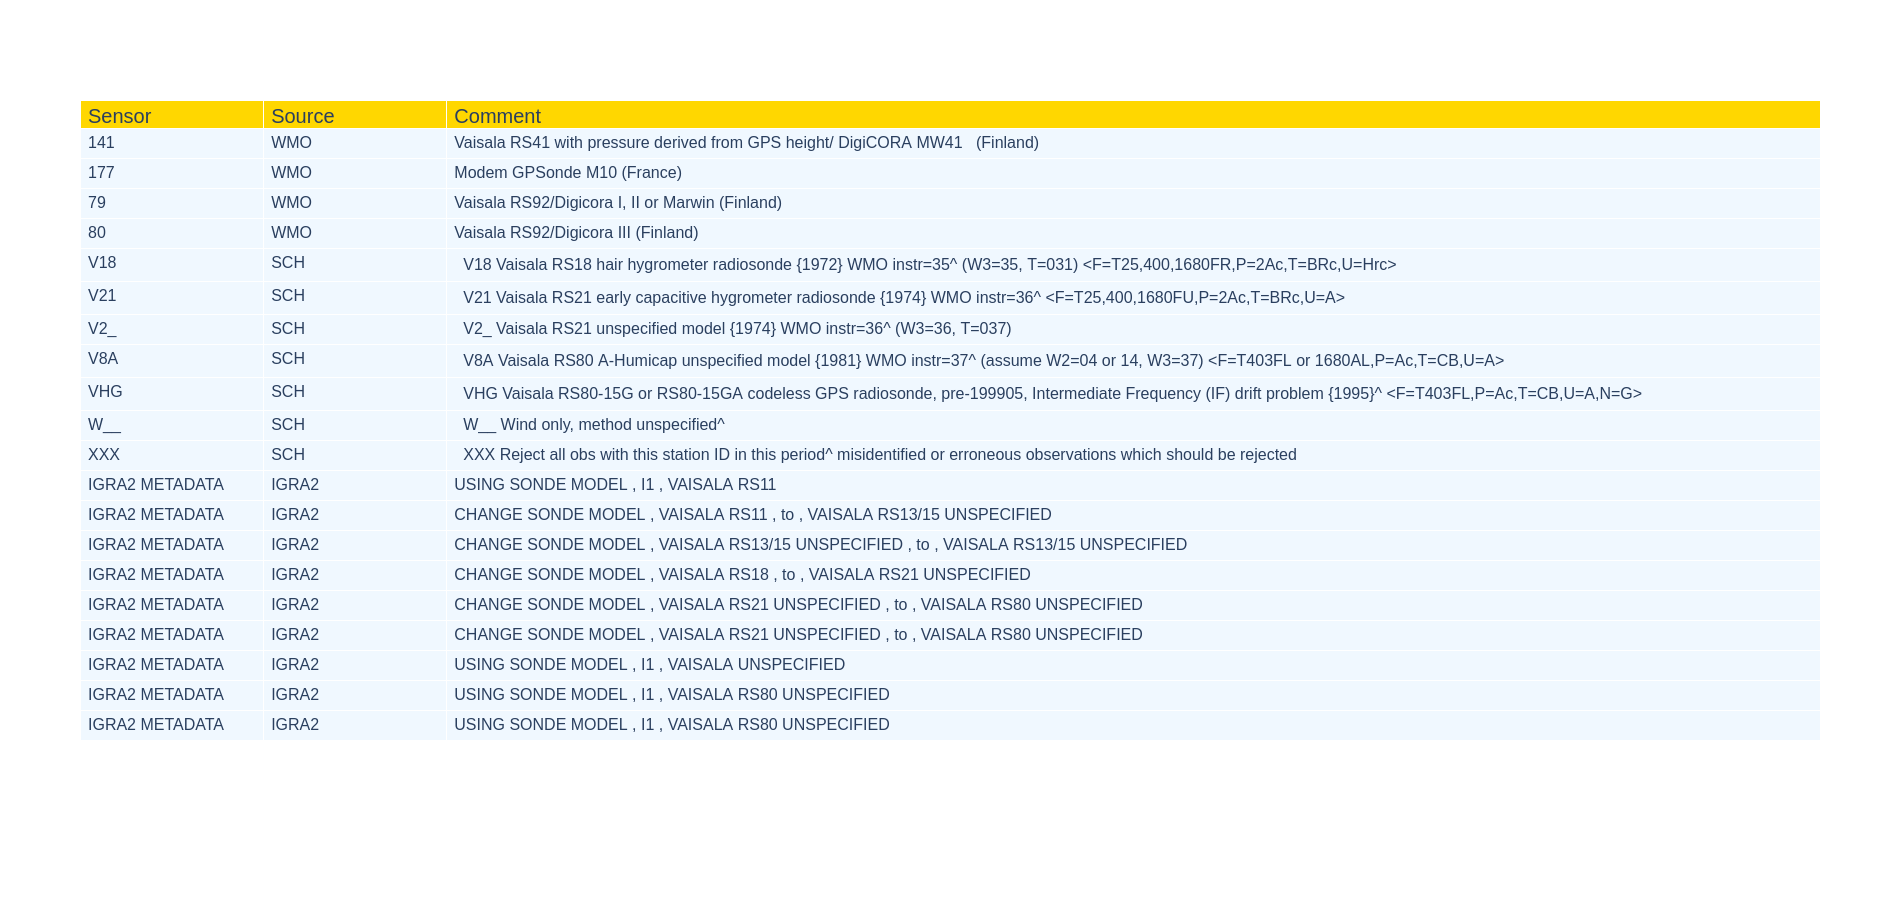 Sensor Source Comment
141 WMO Vaisala RS41 with pressure derived from GPS height/ DigiCORA MW41 (Finland)
177 WMO Modem GPSonde M10 (France)
79 WMO Vaisala RS92/Digicora I, II or Marwin (Finland)
80 WMO Vaisala RS92/Digicora III (Finland)
V18 SCH V18 Vaisala RS18 hair hygrometer radiosonde {1972} WMO instr=35^ (W3=35, T=031) <F=T25,400,1680FR,P=2Ac,T=BRc,U=Hrc>
V21 SCH V21 Vaisala RS21 early capacitive hygrometer radiosonde {1974} WMO instr=36^ <F=T25,400,1680FU,P=2Ac,T=BRc,U=A>
V2_ SCH V2_ Vaisala RS21 unspecified model {1974} WMO instr=36^ (W3=36, T=037)
V8A SCH V8A Vaisala RS80 A-Humicap unspecified model {1981} WMO instr=37^ (assume W2=04 or 14, W3=37) <F=T403FL or 1680AL,P=Ac,T=CB,U=A>
VHG SCH VHG Vaisala RS80-15G or RS80-15GA codeless GPS radiosonde, pre-199905, Intermediate Frequency (IF) drift problem {1995}^ <F=T403FL,P=Ac,T=CB,U=A,N=G>
W__ SCH W__ Wind only, method unspecified^
XXX SCH XXX Reject all obs with this station ID in this period^ misidentified or erroneous observations which should be rejected
IGRA2 METADATA IGRA2 USING SONDE MODEL , I1 , VAISALA RS11
IGRA2 METADATA IGRA2 CHANGE SONDE MODEL , VAISALA RS11 , to , VAISALA RS13/15 UNSPECIFIED
IGRA2 METADATA IGRA2 CHANGE SONDE MODEL , VAISALA RS13/15 UNSPECIFIED , to , VAISALA RS13/15 UNSPECIFIED
IGRA2 METADATA IGRA2 CHANGE SONDE MODEL , VAISALA RS18 , to , VAISALA RS21 UNSPECIFIED
IGRA2 METADATA IGRA2 CHANGE SONDE MODEL , VAISALA RS21 UNSPECIFIED , to , VAISALA RS80 UNSPECIFIED
IGRA2 METADATA IGRA2 CHANGE SONDE MODEL , VAISALA RS21 UNSPECIFIED , to , VAISALA RS80 UNSPECIFIED
IGRA2 METADATA IGRA2 USING SONDE MODEL , I1 , VAISALA UNSPECIFIED
IGRA2 METADATA IGRA2 USING SONDE MODEL , I1 , VAISALA RS80 UNSPECIFIED
IGRA2 METADATA IGRA2 USING SONDE MODEL , I1 , VAISALA RS80 UNSPECIFIED